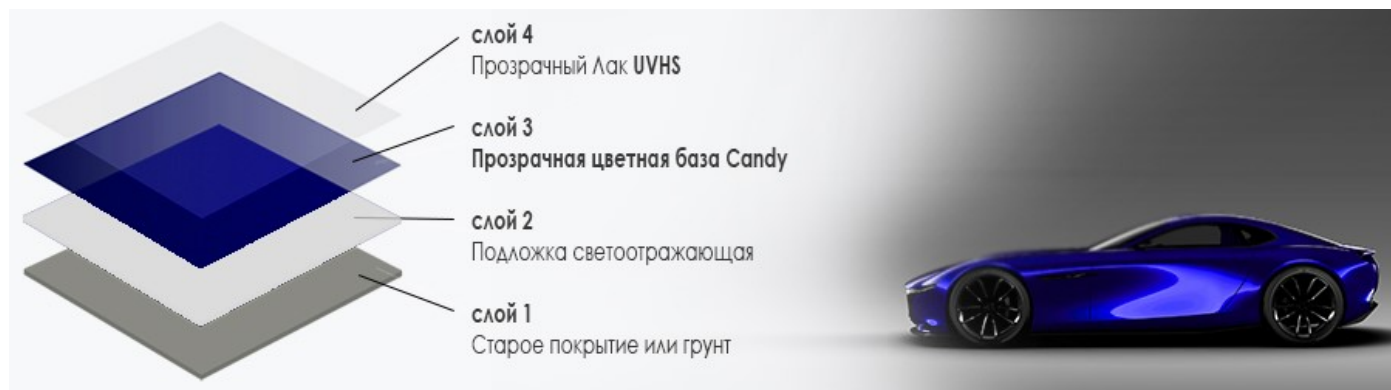 слой 4
Прозрачный Лак UVHS
слой 3
Прозрачная цветная база Candy
слой 2
Подложка светоотражающая
слой 1
Старое покрытие или грунт